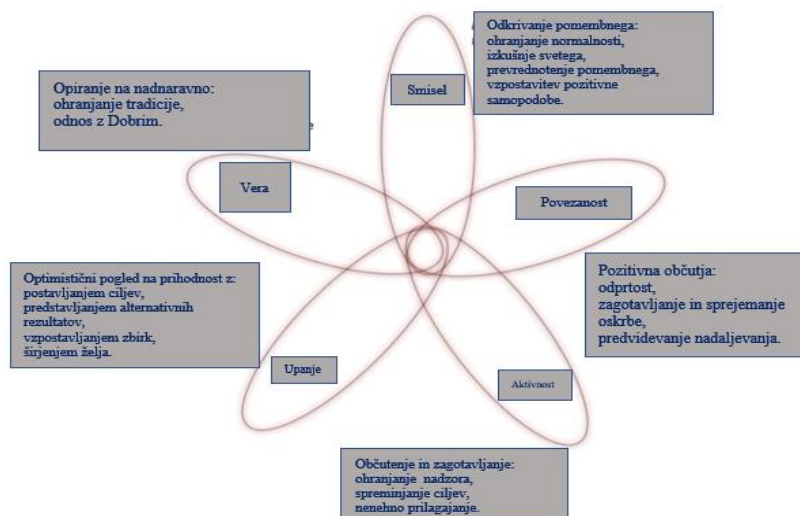 Odkrivanje pomembnega:
ohranjanje normalnosti,
izkušnje svetega,
prevrednotenje pomembnega,
vzpostavitev pozitivne
samopodobe.
Smisel
Opiranje na nadnaravno:
ohranjanje tradicije,
odnos z Dobrim.
Vera
Povezanost
Pozitivna občutja:
odprtost,
zagotavljanje in sprejemanje
oskrbe,
predvidevanje nadaljevanja.
Optimistični pogled na prihodnost z:
postavljanjem ciljev,
predstavljanjem alternativnih
rezultatov,
vzpostavljanjem zbirk,
širjenjem želja.
Upanje
Aktivnost
Občutenje in zagotavljanje:
ohranjanje nadzora,
spreminjanje ciljev,
nenehno prilagajanje.